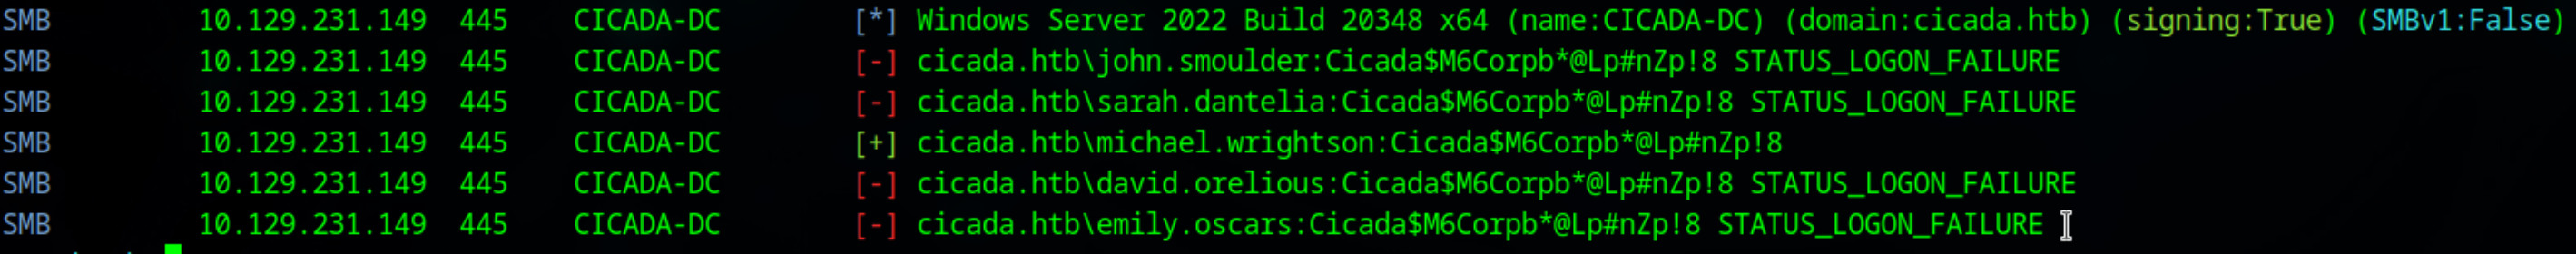 SMB 10.129.231.149 445 CICADA-DC [*] Windows Server 2022 Build 20348 x64 (name:CICADA-DC) (domain:cicada.htb) (signing:True) (SMBv1:False)
SMB 10.129.231.149 445 CICADA-DC [-] cicada.htb\john.smoulder:Cicada$M6Corpb*@Lp#nZp!8 STATUS_LOGON_FAILURE
SMB 10.129.231.149 445 CICADA-DC [-] cicada.htb\sarah.dantelia:Cicada$M6Corpb*@Lp#nZp!8 STATUS_LOGON_FAILURE
SMB 10.129.231.149 445 CICADA-DC [+] cicada.htb\michael.wrightson:Cicada$M6Corpb*@Lp#nZp!8
SMB 10.129.231.149 445 CICADA-DC [-] cicada.htb\david.orelious:Cicada$M6Corpb*@Lp#nZp!8 STATUS_LOGON_FAILURE
SMB 10.129.231.149 445 CICADA-DC [-] cicada.htb\emily.oscars:Cicada$M6Corpb*@Lp#nZp!8 STATUS_LOGON_FAILURE